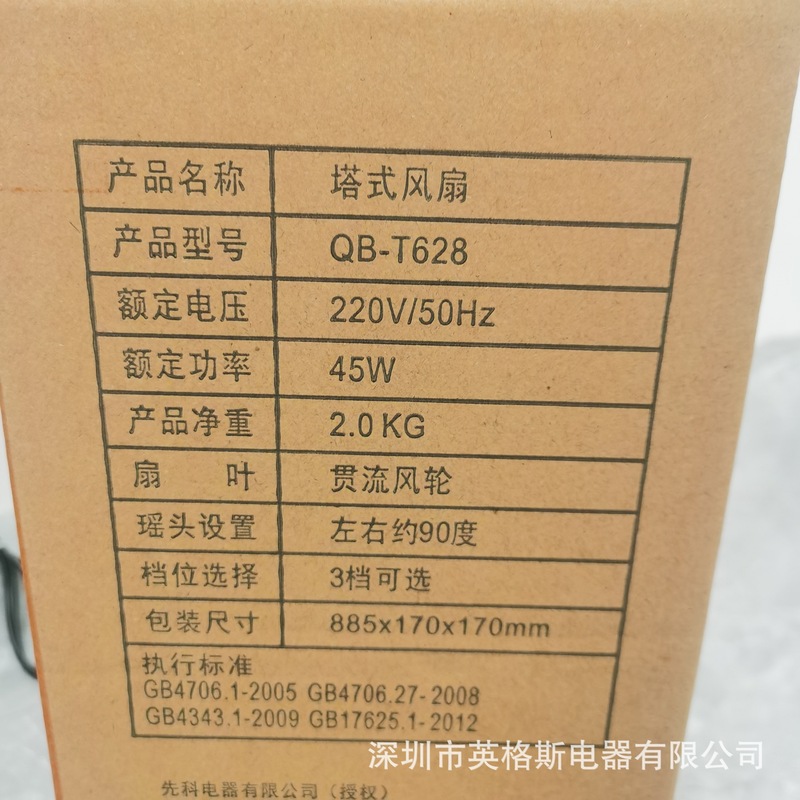 产品名称 塔式风扇
产品型号 QB-T628
额定电压 220V/50Hz
额定功率 45W
产品净重 2.0KG
扇 叶 贯流风轮
瑶头设置 左右约90度
档位选择 3档可选
包装尺寸 885x170x170mm
执行标准
GB4706.1-2005 GB4706.27-2008
GB4343.1-2009 GB17625.1-2012
深圳市英格斯电器有限公司
先科电器有限公司（授权）